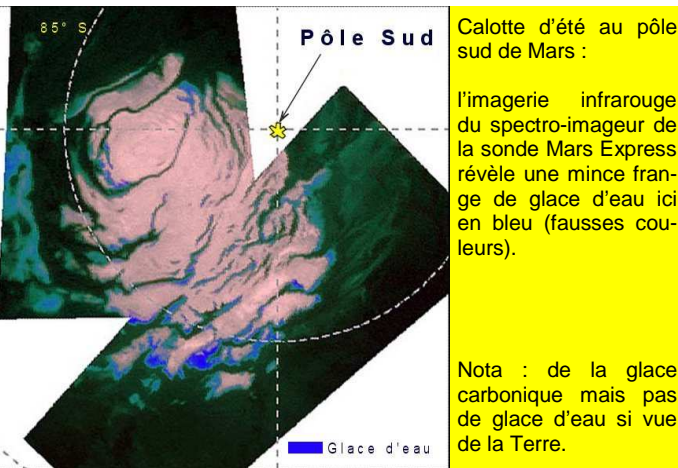 85° S
Pôle Sud
Glace d'eau
Calotte d'été au pôle
sud de Mars :
l'imagerie infrarouge
du spectro-imageur de
la sonde Mars Express
révèle une mince fran-
ge de glace d'eau ici
en bleu (fausses cou-
leurs).
Nota : de la glace
carbonique mais pas
de glace d'eau si vue
de la Terre.